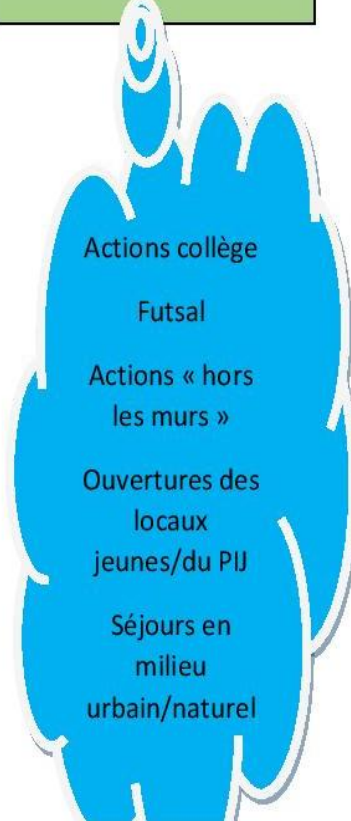 Actions collège
Futsal
Actions « hors
les murs »
Ouvertures des
locaux
jeunes/du PIJ
Séjours en
milieu
urbain/naturel